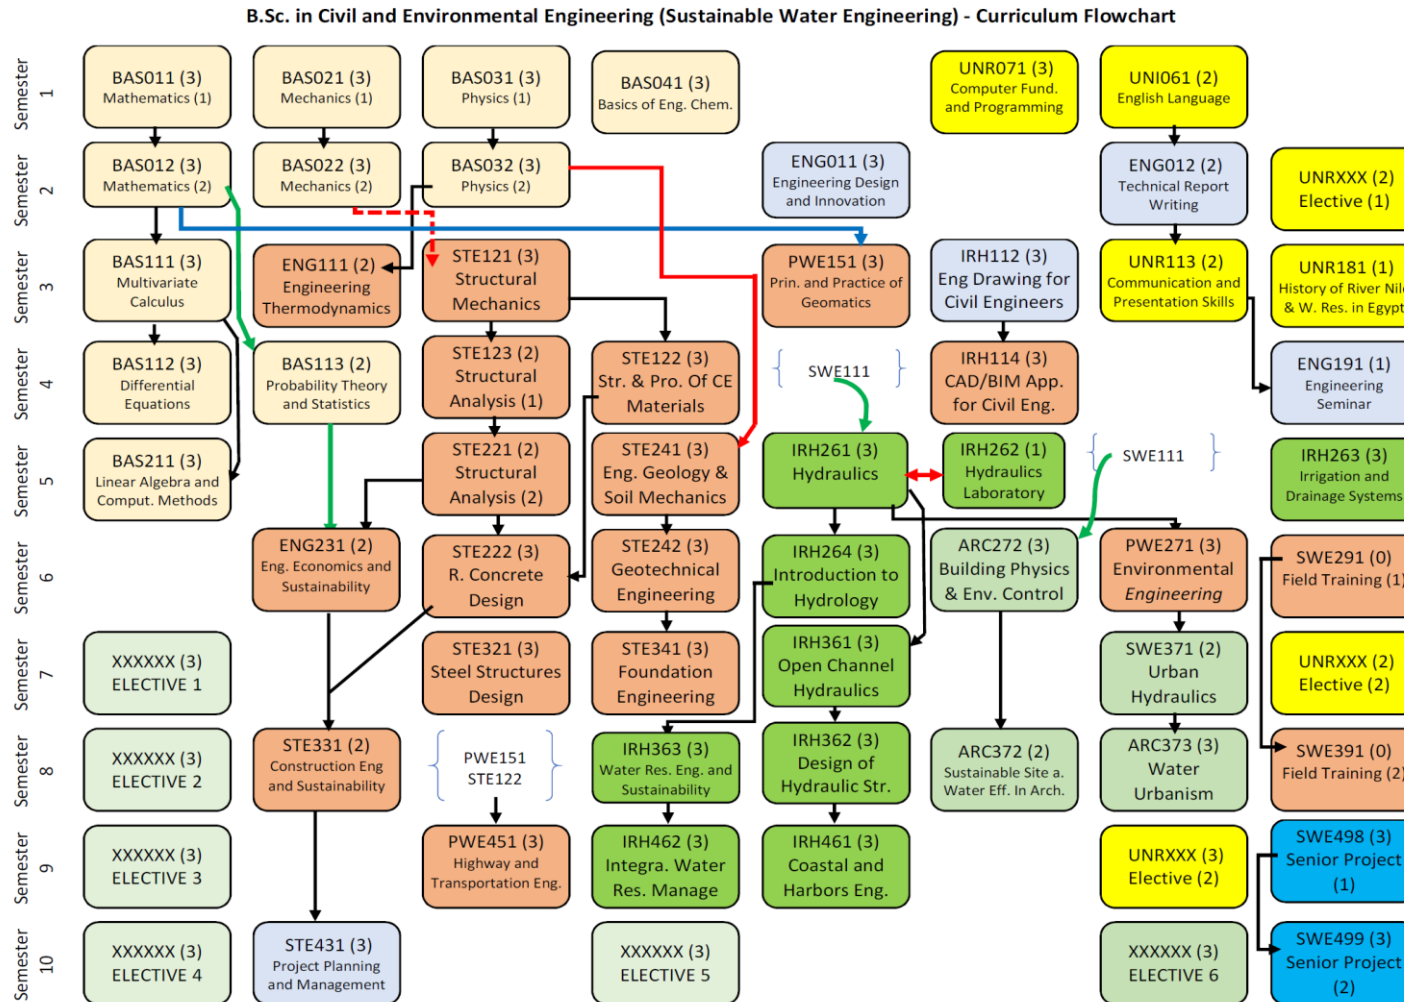 B.Sc. in Civil and Environmental Engineering (Sustainable Water Engineering) - Curriculum Flowchart
Semester
1
BAS011 (3)
Mathematics (1)
BAS021 (3)
Mechanics (1)
BAS031 (3)
Physics (1)
BAS041 (3)
Basics of Eng. Chem.
UNR071 (3)
Computer Fund.
and Programming
UNI061 (2)
English Language
Semester
2
BAS012 (3)
Mathematics (2)
BAS022 (3)
Mechanics (2)
BAS032 (3)
Physics (2)
ENG011 (3)
Engineering Design
and Innovation
ENG012 (2)
Technical Report
Writing
UNRXXX (2)
Elective (1)
Semester
3
BAS111 (3)
Multivariate
Calculus
ENG111 (2)
Engineering
Thermodynamics
STE121 (3)
Structural
Mechanics
PWE151 (3)
Prin. and Practice of
Geomatics
IRH112 (3)
Eng Drawing for
Civil Engineers
UNR113 (2)
Communication and
Presentation Skills
UNR181 (1)
History of River Nile
& W. Res. in Egypt
Semester
4
BAS112 (3)
Differential
Equations
BAS113 (2)
Probability Theory
and Statistics
STE123 (2)
Structural
Analysis (1)
STE122 (3)
Str. & Pro. Of CE
Materials
SWE111
IRH114 (3)
CAD/BIM App.
for Civil Eng.
ENG191 (1)
Engineering
Seminar
Semester
5
BAS211 (3)
Linear Algebra and
Comput. Methods
STE221 (2)
Structural
Analysis (2)
STE241 (3)
Eng. Geology &
Soil Mechanics
IRH261 (3)
Hydraulics
IRH262 (1)
Hydraulics
Laboratory
SWE111
IRH263 (3)
Irrigation and
Drainage Systems
Semester
6
ENG231 (2)
Eng. Economics and
Sustainability
STE222 (3)
R. Concrete
Design
STE242 (3)
Geotechnical
Engineering
IRH264 (3)
Introduction to
Hydrology
ARC272 (3)
Building Physics
& Env. Control
PWE271 (3)
Environmental
Engineering
SWE291 (0)
Field Training (1)
Semester
7
XXXXXX (3)
ELECTIVE 1
STE321 (3)
Steel Structures
Design
STE341 (3)
Foundation
Engineering
IRH361 (3)
Open Channel
Hydraulics
SWE371 (2)
Urban
Hydraulics
UNRXXX (2)
Elective (2)
Semester
8
XXXXXX (3)
ELECTIVE 2
STE331 (2)
Construction Eng
and Sustainability
PWE151
STE122
IRH363 (3)
Water Res. Eng. and
Sustainability
IRH362 (3)
Design of
Hydraulic Str.
ARC372 (2)
Sustainable Site a.
Water Eff. In Arch.
ARC373 (3)
Water
Urbanism
SWE391 (0)
Field Training (2)
Semester
9
XXXXXX (3)
ELECTIVE 3
PWE451 (3)
Highway and
Transportation Eng.
IRH462 (3)
Integra. Water
Res. Manage
IRH461 (3)
Coastal and
Harbors Eng.
UNRXXX (3)
Elective (2)
SWE498 (3)
Senior Project
(1)
Semester
10
XXXXXX (3)
ELECTIVE 4
STE431 (3)
Project Planning
and Management
XXXXXX (3)
ELECTIVE 5
XXXXXX (3)
ELECTIVE 6
SWE499 (3)
Senior Project
(2)